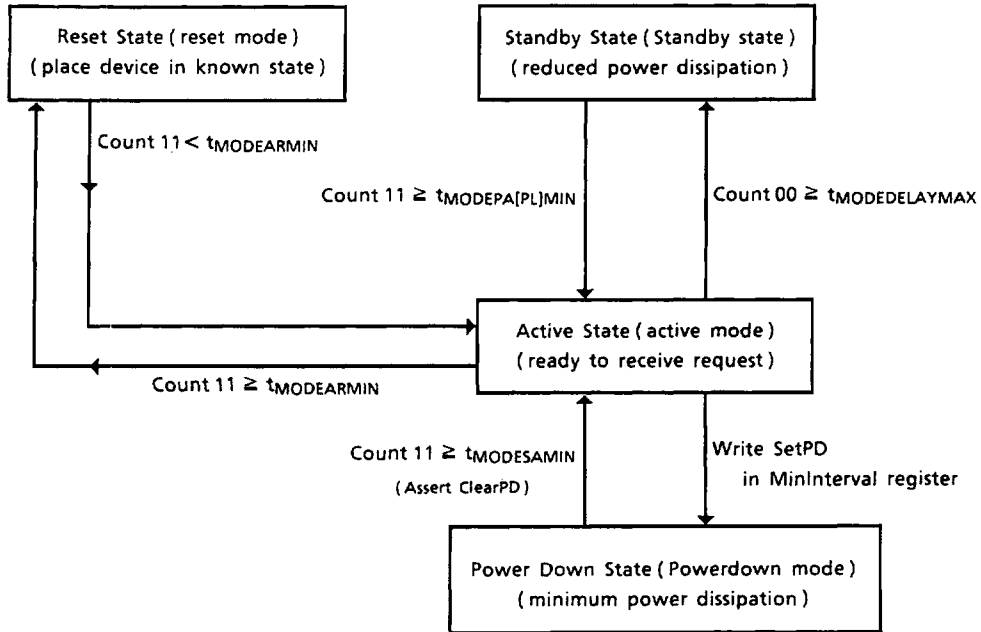 Reset State ( reset mode )
( place device in known state )
Standby State ( Standby state )
( reduced power dissipation )
Count 11 < tMODEARMIN
Count 11 ≧ tMODEPA[PL]MIN
Count 00 ≧ tMODEDELAYMAX
Active State ( active mode )
( ready to receive request )
Count 11 ≧ tMODEARMIN
Count 11 ≧ tMODESAMIN
( Assert ClearPD )
Write SetPD
in MinInterval register
Power Down State ( Powerdown mode )
( minimum power dissipation )